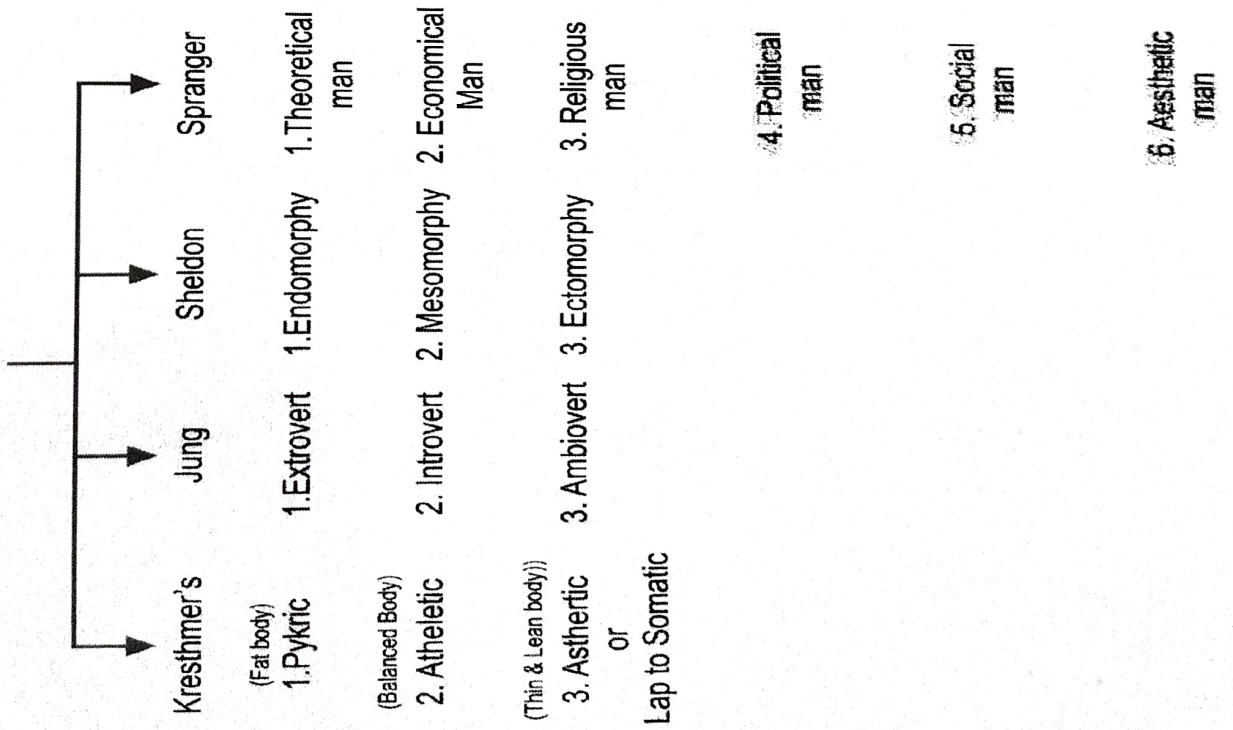 Kresthmer's
(Fat body)
1.Pykric
(Balanced Body)
2. Atheletic
(Thin & Lean body))
3. Asthertic
or
Lap to Somatic
Jung
1.Extrovert
2. Introvert
3. Ambiovert
Sheldon
1.Endomorphy
2. Mesomorphy
3. Ectomorphy
Spranger
1.Theoretical
man
2. Economical
Man
3. Religious
man
4. Political
man
5. Social
man
6. Aesthetic
man